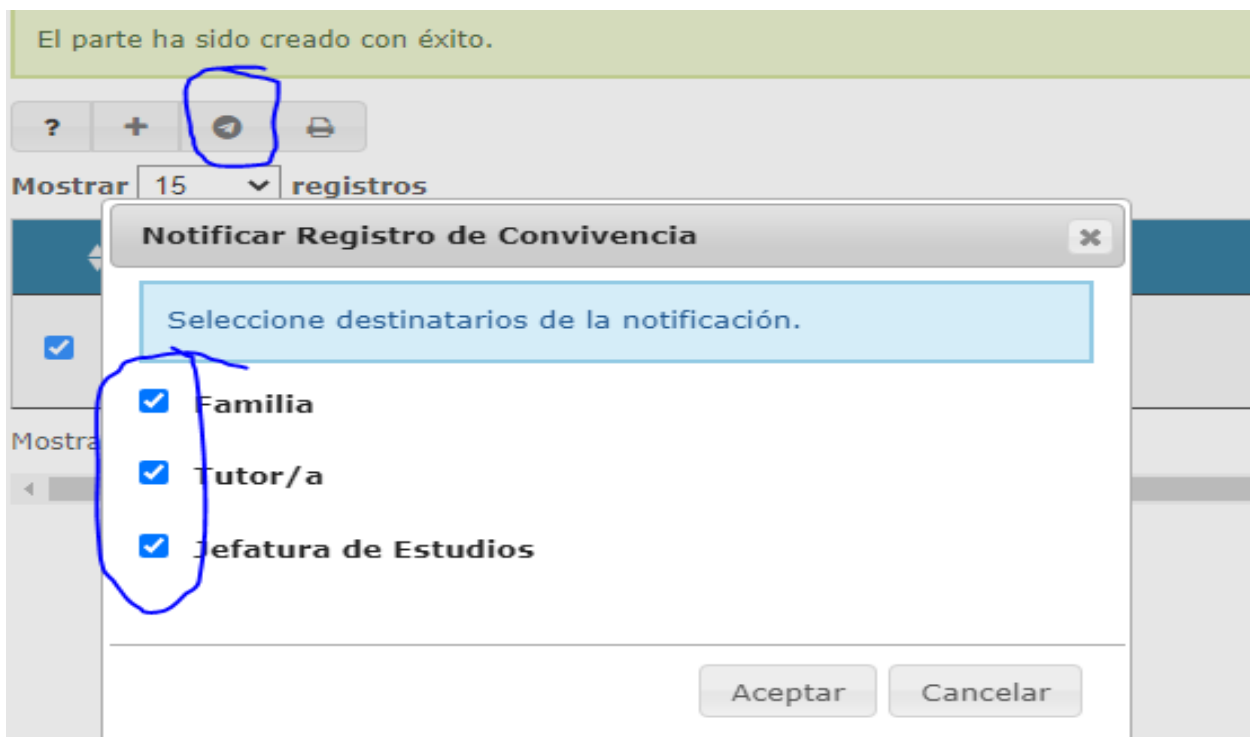 El parte ha sido creado con éxito.
?
Mostrar 15 registros
Notificar Registro de Convivencia
Seleccione destinatarios de la notificación.
Familia
Mostra
Tutor/a
Jefatura de Estudios
Aceptar Cancelar